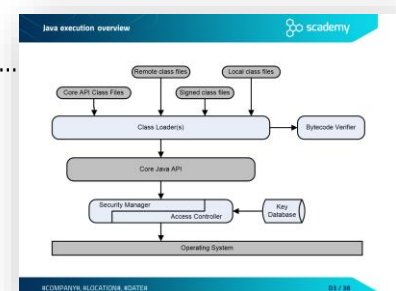 Java execution overview
scademy
Remote class files
Local class files
Core API Class Files
Signed class files
Class Loader(s)
Bytecode Verifier
Core Java API
Security Manager
Access Controller
Key
Database
Operating System
#COMPANY#, #LOCATION#, #DATE#